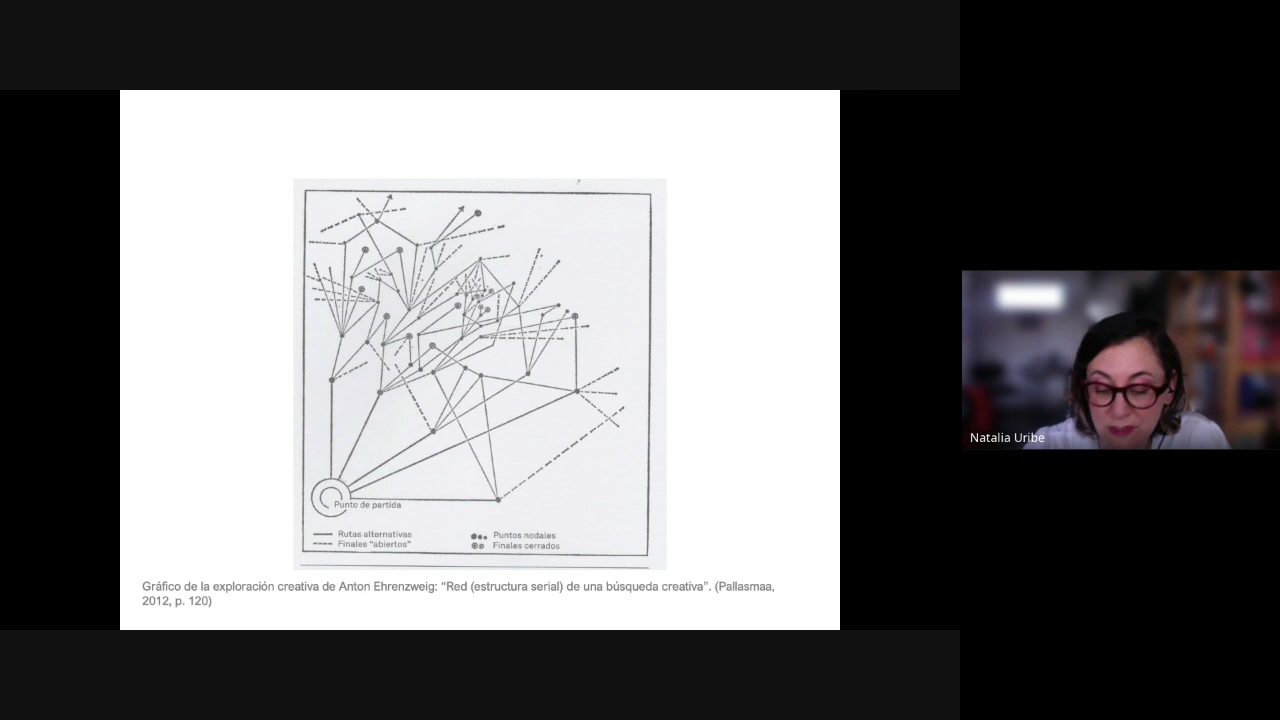 Punto de partida
Rutas alternativas
Finales "abiertos"
Puntos nodales
Finales cerrados
Gráfico de la exploración creativa de Anton Ehrenzweig: “Red (estructura serial) de una búsqueda creativa”. (Pallasmaa,
2012, p. 120)
Natalia Uribe